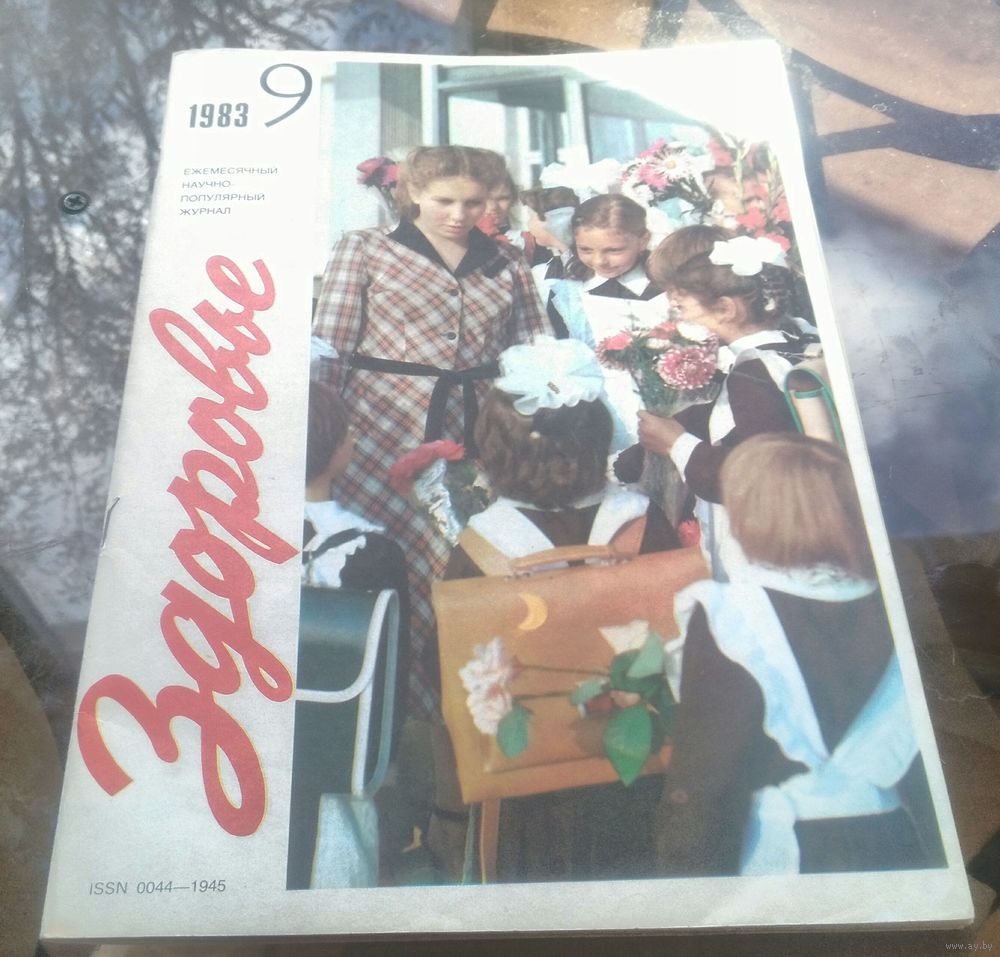 1983 9
ЕЖЕМЕСЯЧНЫЙ
НАУЧНО-
ПОПУЛЯРНЫЙ
ЖУРНАЛ
Здоровье
ISSN 0044—1945
www.ay.by